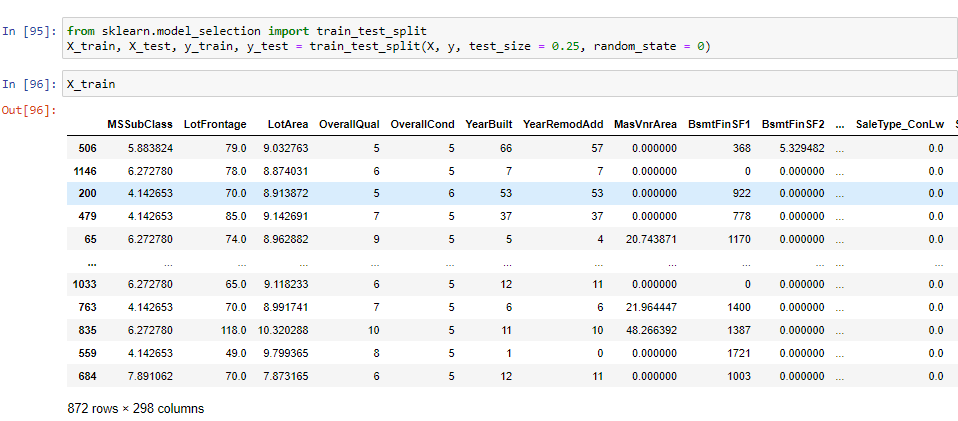 In [95]: from sklearn.model_selection import train_test_split
X_train, X_test, y_train, y_test = train_test_split(X, y, test_size = 0.25, random_state = 0)
In [96]: X_train
Out[96]:
MSSubClass LotFrontage LotArea OverallQual OverallCond YearBuilt YearRemodAdd MasVnrArea BsmtFinSF1 BsmtFinSF2 ... SaleType_ConLw
506 5.883824 79.0 9.032763 5 5 66 57 0.000000 368 5.329482 ... 0.0
1146 6.272780 78.0 8.874031 6 5 7 7 0.000000 0 0.000000 ... 0.0
200 4.142653 70.0 8.913872 5 6 53 53 0.000000 922 0.000000 ... 0.0
479 4.142653 85.0 9.142691 7 5 37 37 0.000000 778 0.000000 ... 0.0
65 6.272780 74.0 8.962882 9 5 5 4 20.743871 1170 0.000000 ... 0.0
... ... ... ... ... ... ... ... ... ... ... ... ...
1033 6.272780 65.0 9.118233 6 5 12 11 0.000000 0 0.000000 ... 0.0
763 4.142653 70.0 8.991741 7 5 6 6 21.964447 1400 0.000000 ... 0.0
835 6.272780 118.0 10.320288 10 5 11 10 48.266392 1387 0.000000 ... 0.0
559 4.142653 49.0 9.799365 8 5 1 0 0.000000 1721 0.000000 ... 0.0
684 7.891062 70.0 7.873165 6 5 12 11 0.000000 1003 0.000000 ... 0.0
872 rows × 298 columns